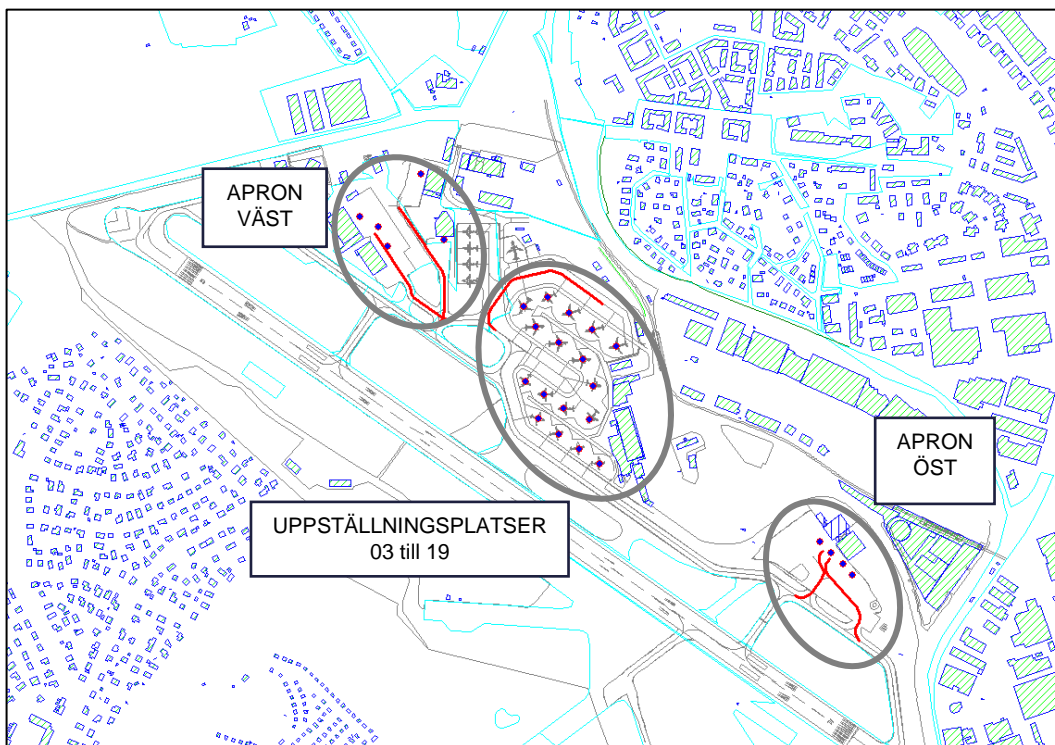 APRON
VÄST
APRON
ÖST
UPPSTÄLLNINGSPLATSER
03 till 19